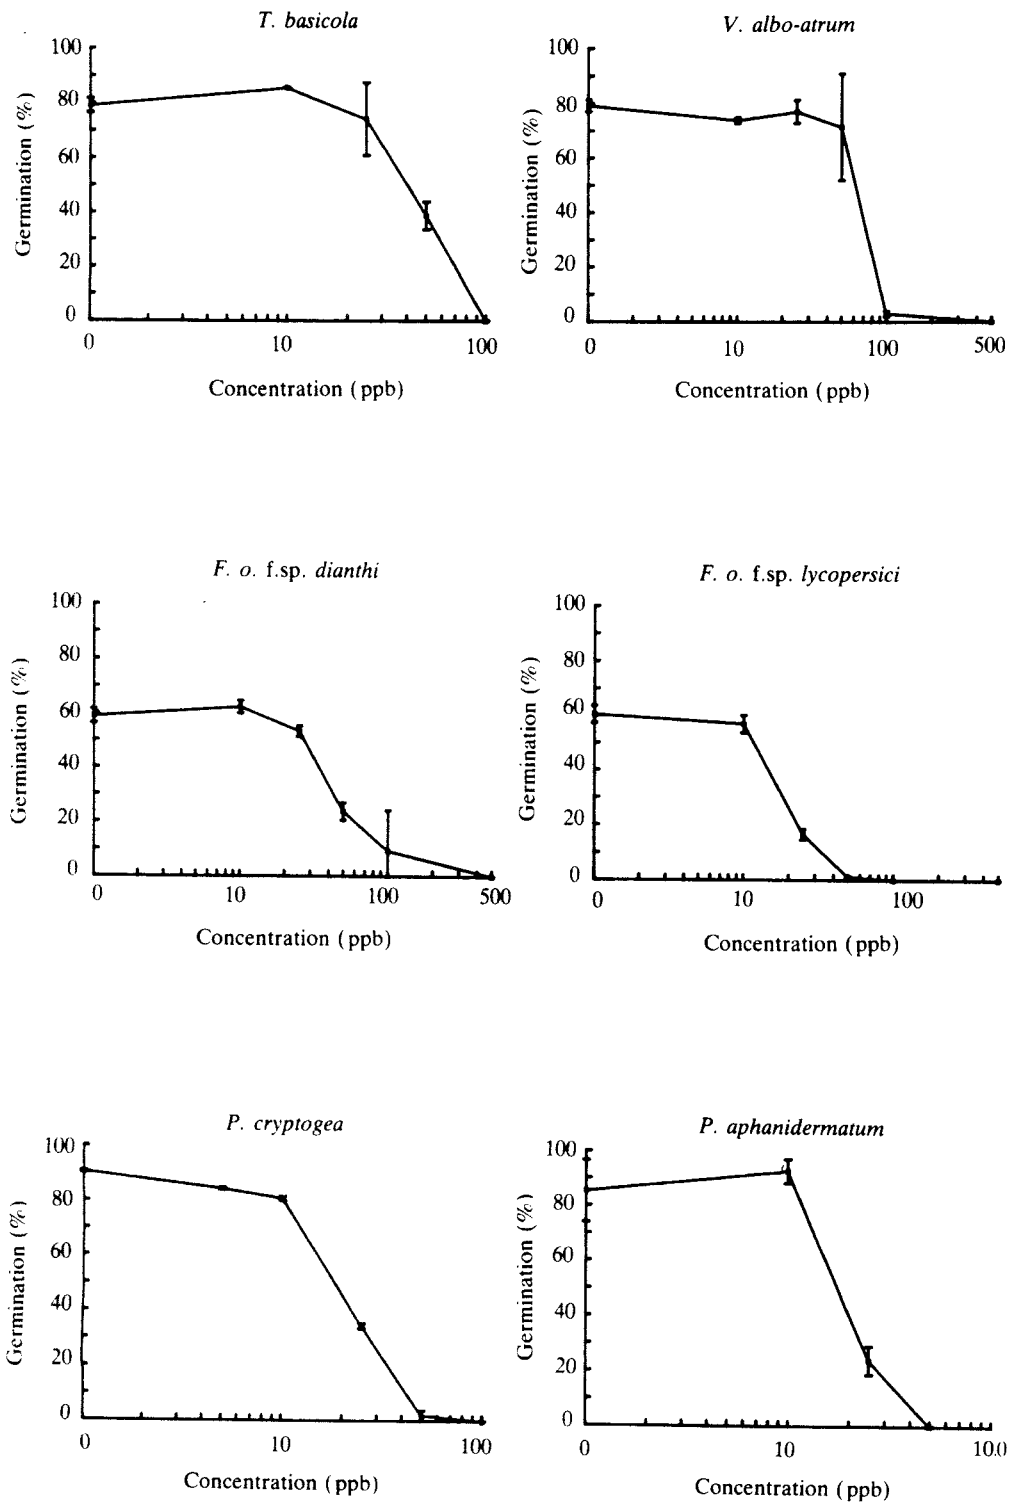 T. basicola
100
80
60
40
20
0
Germination (%)
0 10 100
Concentration (ppb)
V. albo-atrum
100
80
60
40
20
0
Germination (%)
0 10 100 500
Concentration (ppb)
F. o. f.sp. dianthi
100
80
60
40
20
0
Germination (%)
0 10 100 500
Concentration (ppb)
F. o. f.sp. lycopersici
100
80
60
40
20
0
Germination (%)
0 10 100
Concentration (ppb)
P. cryptogea
100
80
60
40
20
0
Germination (%)
0 10 100
Concentration (ppb)
P. aphanidermatum
100
80
60
40
20
0
Germination (%)
0 10 10.0
Concentration (ppb)